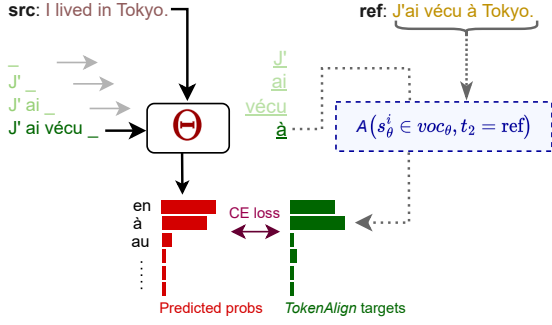 src: I lived in Tokyo.
ref: J'ai vécu à Tokyo.
_
J' _
J' ai _
J' ai vécu _
Θ
J'
ai
vécu
à
A(s_θ^i ∈ voc_θ, t_2 = ref)
en
à
au
.....
CE loss
Predicted probs
TokenAlign targets